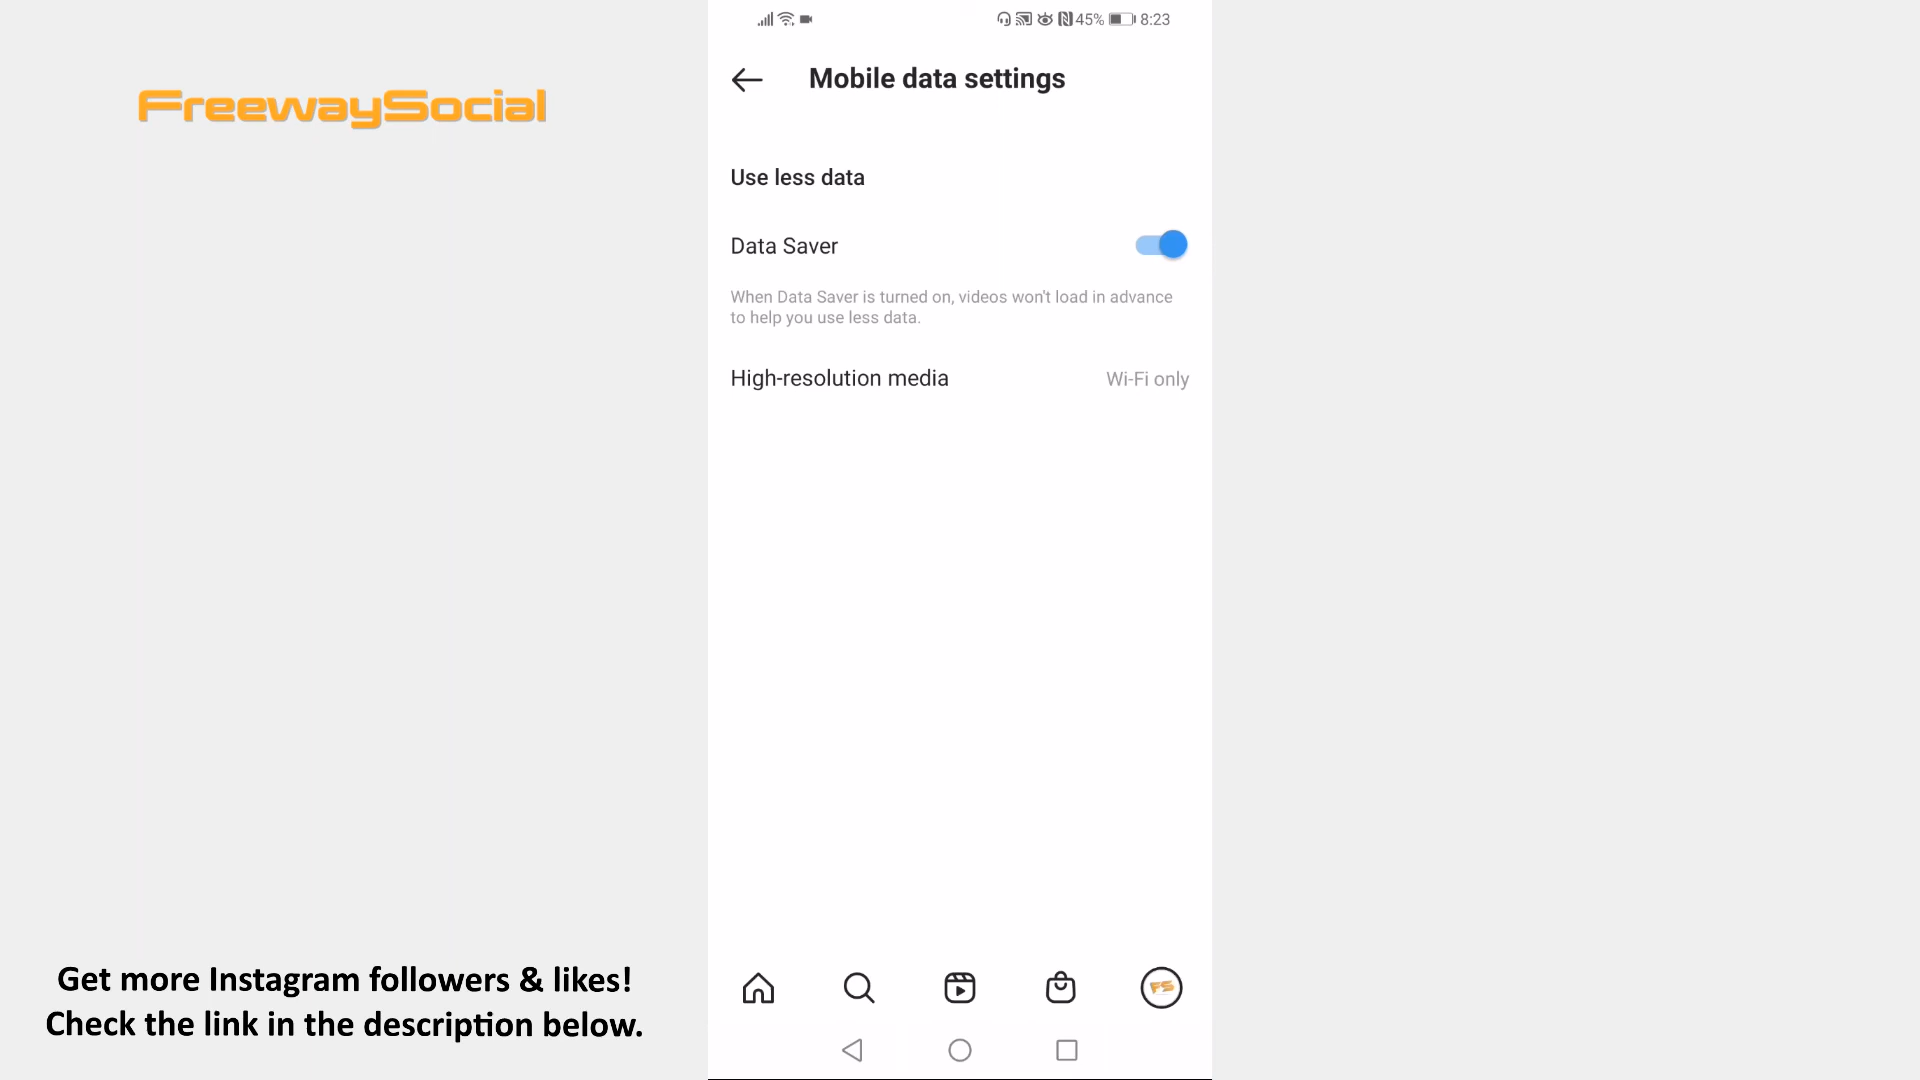 45% 8:23
FreewaySocial
Mobile data settings
Use less data
Data Saver
When Data Saver is turned on, videos won't load in advance
to help you use less data.
High-resolution media Wi-Fi only
FS
Get more Instagram followers & likes!
Check the link in the description below.